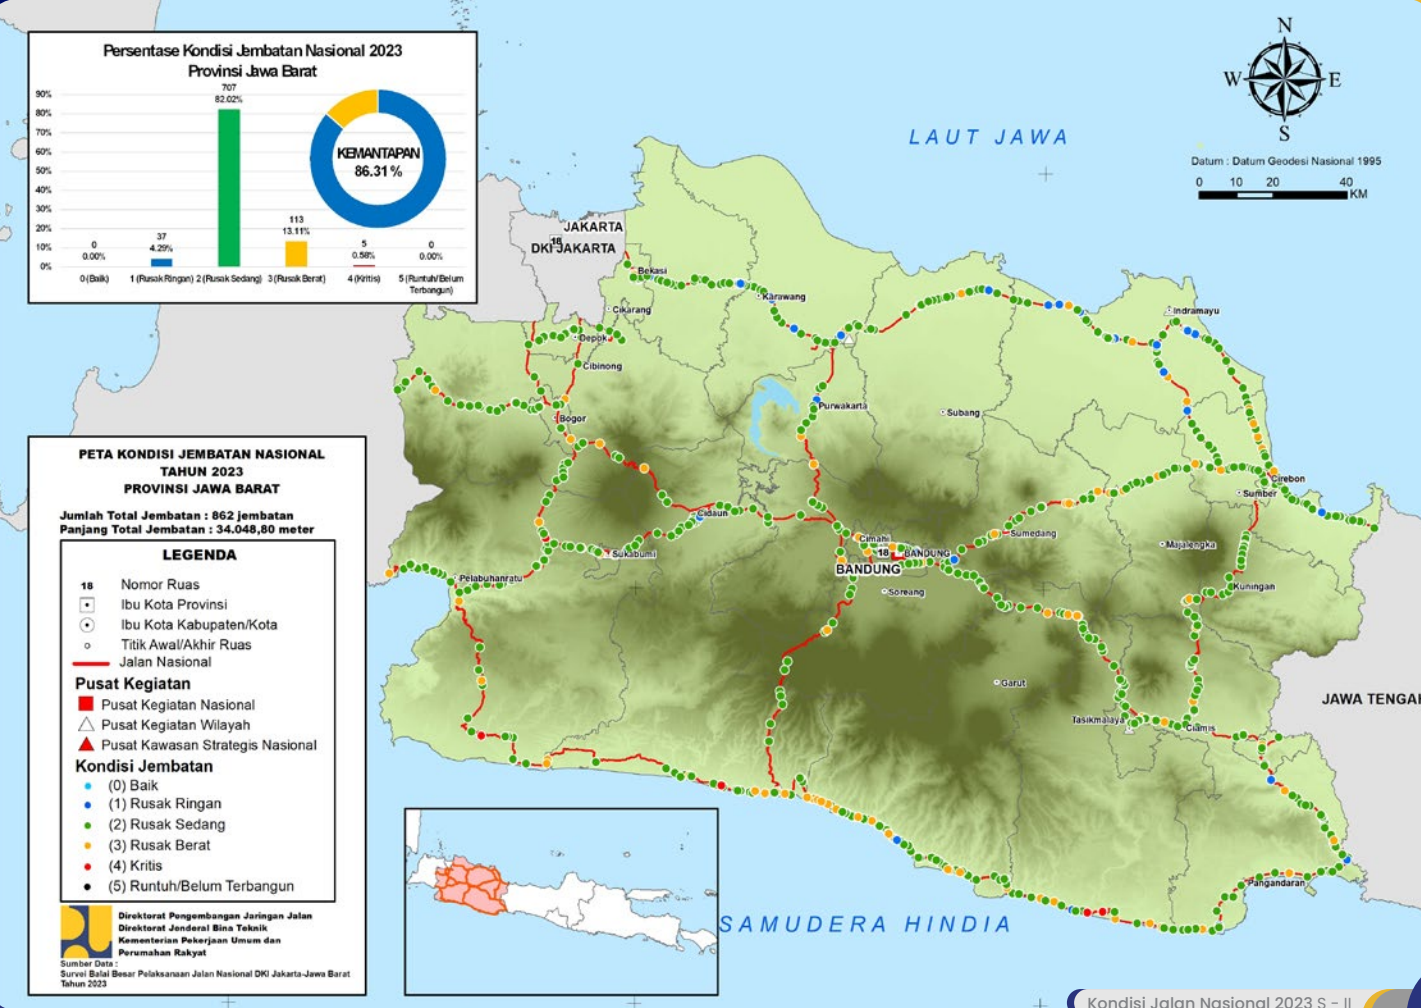 Persentase Kondisi Jembatan Nasional 2023
Provinsi Jawa Barat
90%
80%
70%
60%
50%
40%
30%
20%
10%
0%
0
0.00%
37
4.29%
707
82.02%
113
13.11%
5
0.58%
0
0.00%
0 (Baik)
1 (Rusak Ringan)
2 (Rusak Sedang)
3 (Rusak Berat)
4 (Kritis)
5 (Runtuh/Belum
Terbangun)
KEMANTAPAN
86.31 %
N
W
E
S
Datum : Datum Geodesi Nasional 1995
0 10 20 40
KM
LAUT JAWA
JAKARTA
18
DKI JAKARTA
Bekasi
Cikarang
Karawang
Depok
Cibinong
Bogor
Indramayu
Purwakarta
Subang
Cirebon
Sumber
Cidaun
Sukabumi
Cimahi
18
BANDUNG
BANDUNG
Sumedang
Majalengka
Pelabuhanratu
Soreang
Kuningan
Garut
Tasikmalaya
Ciamis
JAWA TENGAH
Pangandaran
SAMUDERA HINDIA
PETA KONDISI JEMBATAN NASIONAL
TAHUN 2023
PROVINSI JAWA BARAT
Jumlah Total Jembatan : 862 jembatan
Panjang Total Jembatan : 34.048,80 meter
LEGENDA
18 Nomor Ruas
Ibu Kota Provinsi
Ibu Kota Kabupaten/Kota
Titik Awal/Akhir Ruas
Jalan Nasional
Pusat Kegiatan
Pusat Kegiatan Nasional
Pusat Kegiatan Wilayah
Pusat Kawasan Strategis Nasional
Kondisi Jembatan
(0) Baik
(1) Rusak Ringan
(2) Rusak Sedang
(3) Rusak Berat
(4) Kritis
(5) Runtuh/Belum Terbangun
Direktorat Pengembangan Jaringan Jalan
Direktorat Jenderal Bina Teknik
Kementerian Pekerjaan Umum dan
Perumahan Rakyat
Sumber Data :
Survei Balai Besar Pelaksanaan Jalan Nasional DKI Jakarta-Jawa Barat
Tahun 2023
Kondisi Jalan Nasional 2023 S - II